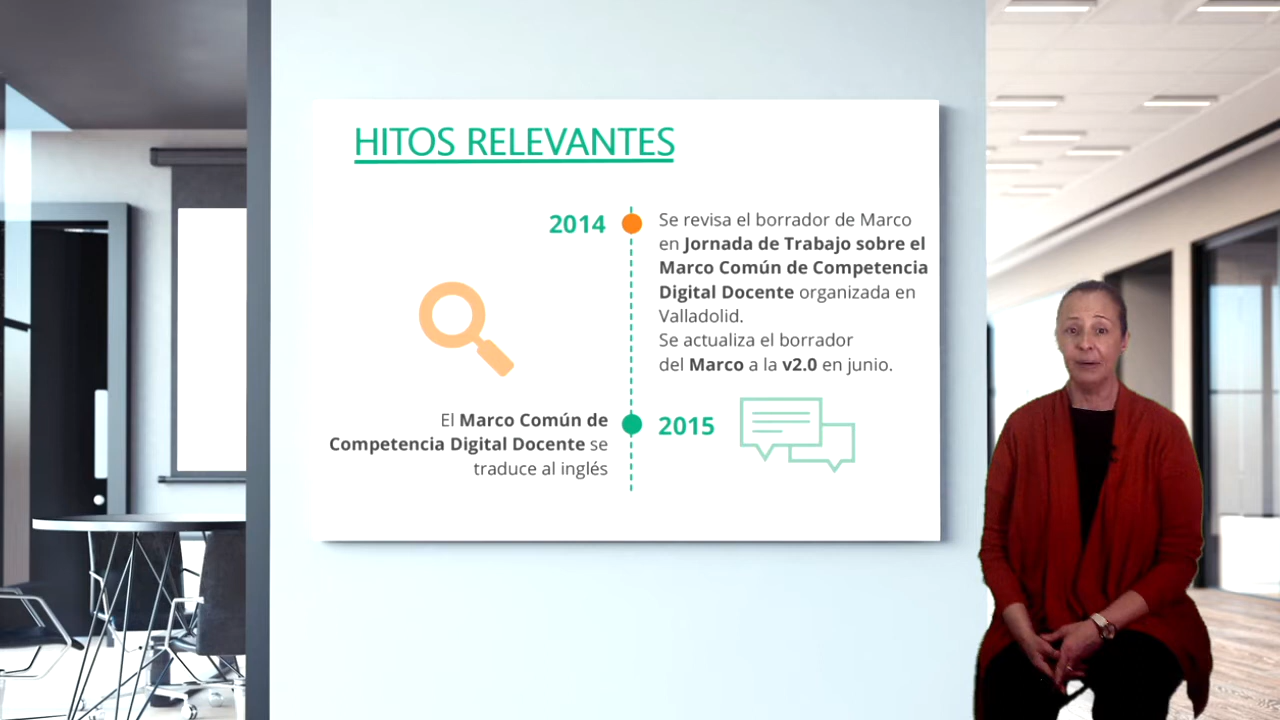 HITOS RELEVANTES
2014
Se revisa el borrador de Marco
en Jornada de Trabajo sobre el
Marco Común de Competencia
Digital Docente organizada en
Valladolid.
Se actualiza el borrador
del Marco a la v2.0 en junio.
El Marco Común de
Competencia Digital Docente se
traduce al inglés
2015